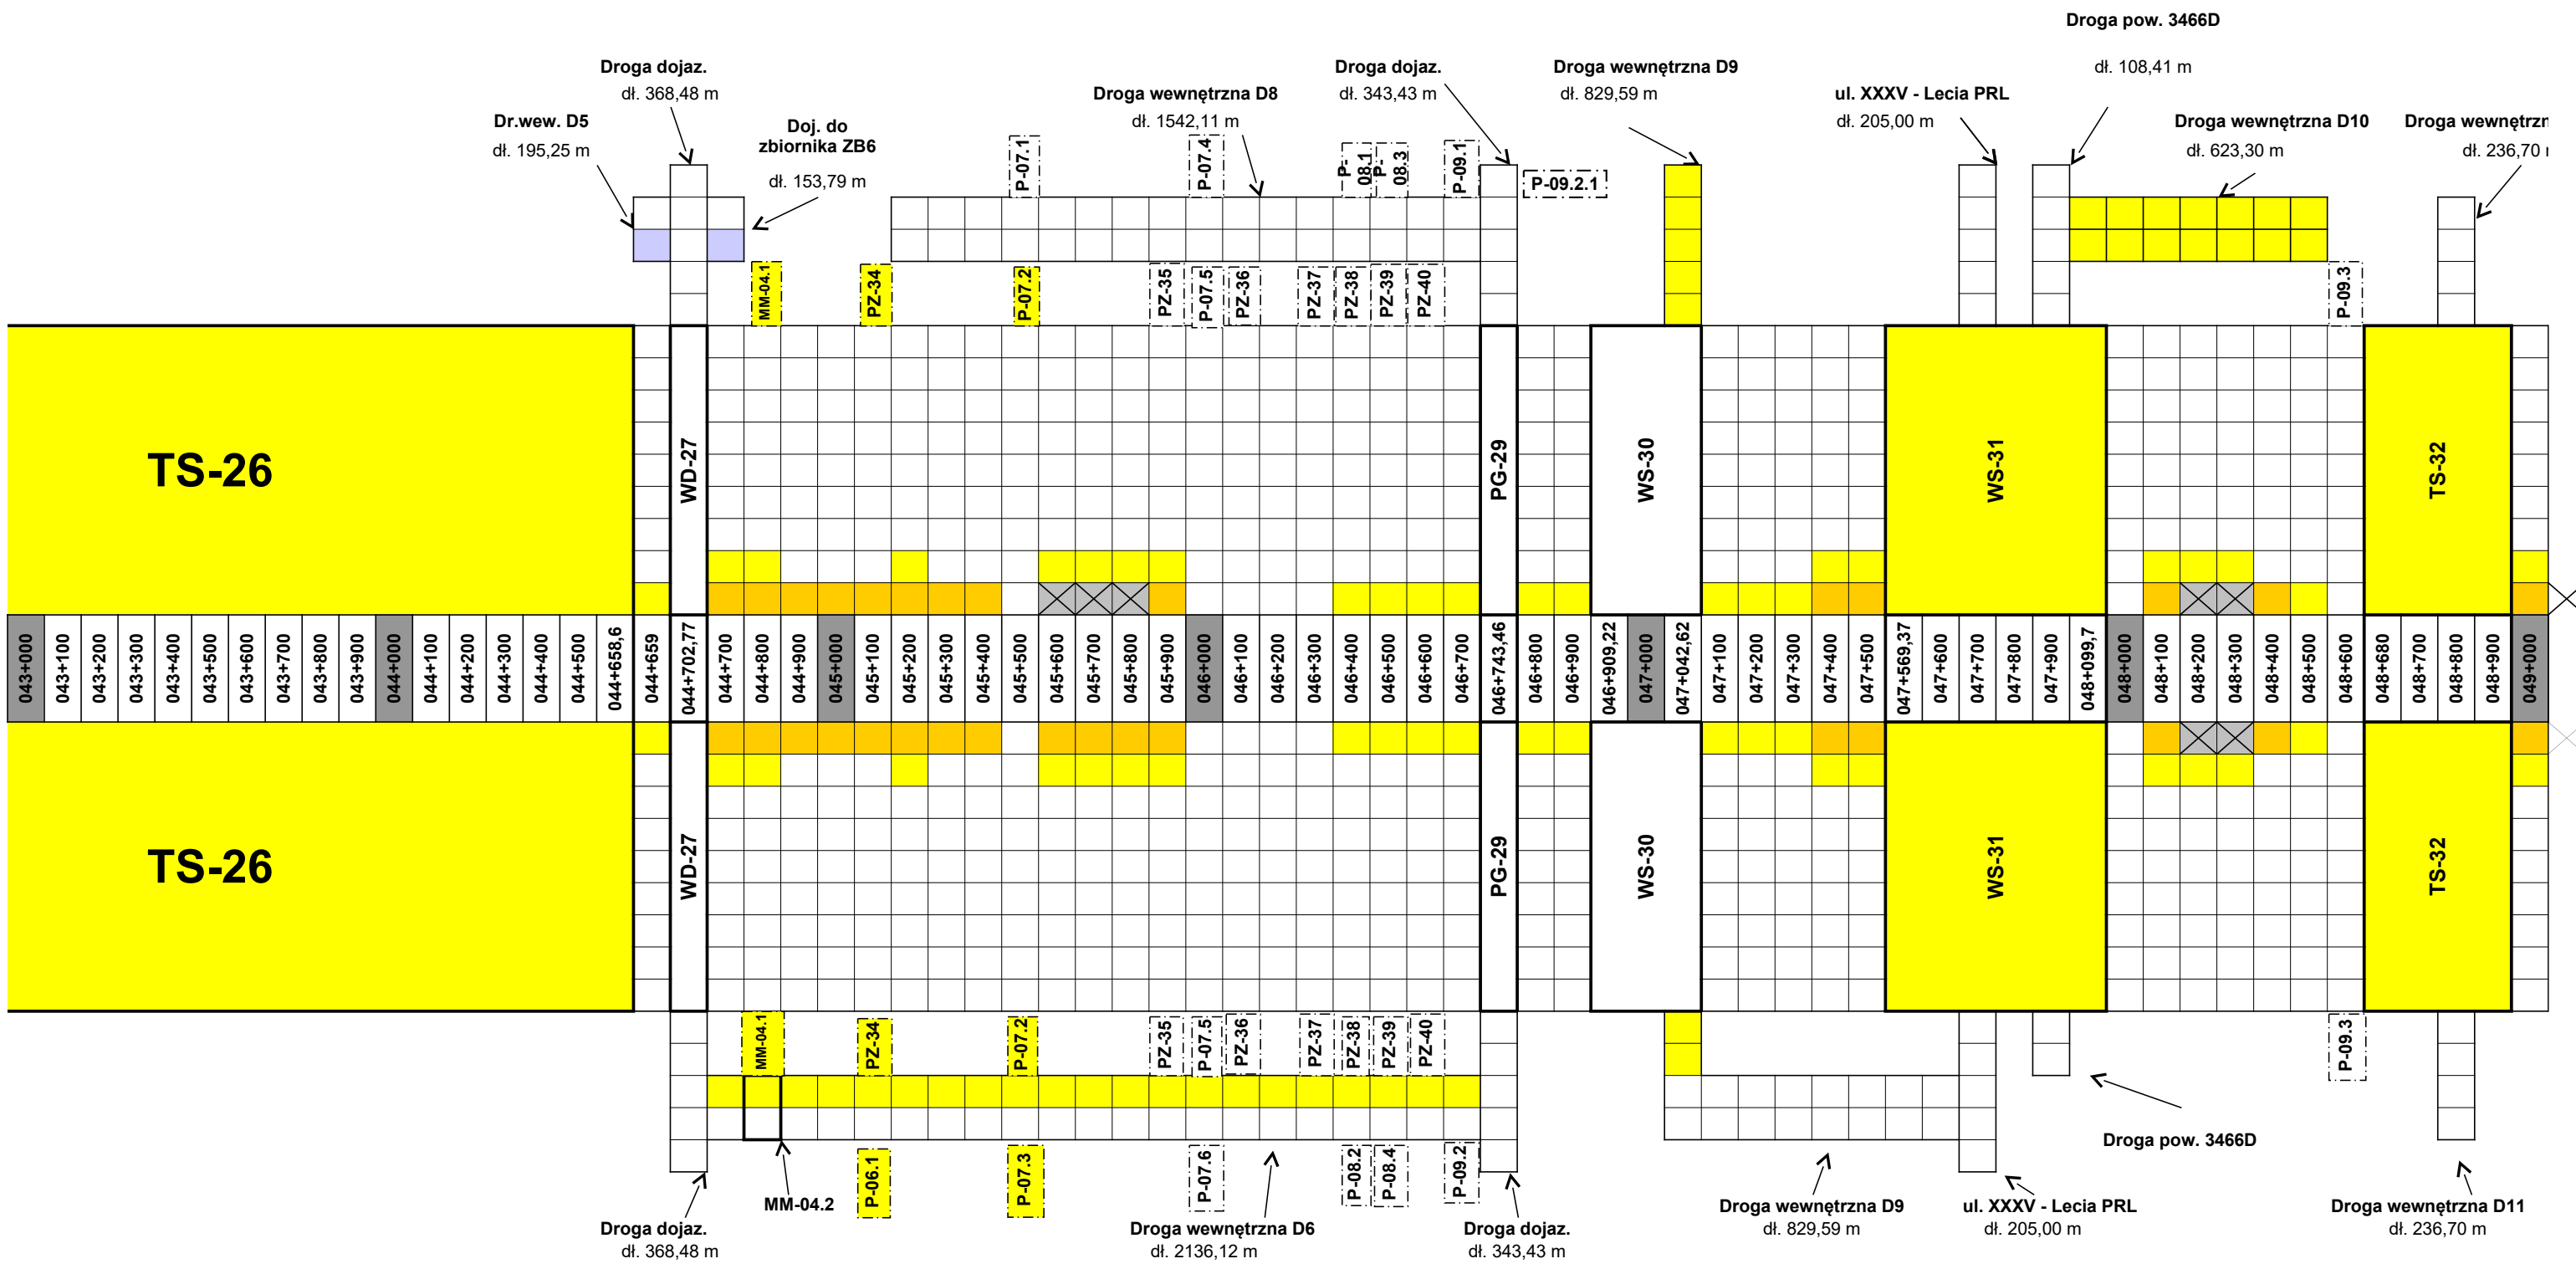 Droga pow. 3466D
dł. 108,41 m
Droga dojaz.
dł. 368,48 m
Droga dojaz.
dł. 343,43 m
Droga wewnętrzna D9
dł. 829,59 m
Droga wewnętrzna D8
dł. 1542,11 m
ul. XXXV - Lecia PRL
dł. 205,00 m
Dr.wew. D5
dł. 195,25 m
Doj. do
zbiornika ZB6
dł. 153,79 m
Droga wewnętrzna D10
dł. 623,30 m
Droga wewnętrzn
dł. 236,70
P-07.1
P-07.4
P-
08.1
P-
08.3
P-09.1
P-09.2.1
MM-04.1
PZ-34
P-07.2
PZ-35
P-07.5
PZ-36
PZ-37
PZ-38
PZ-39
PZ-40
P-09.3
TS-26
WD-27
PG-29
WS-30
WS-31
TS-32
043+000
043+100
043+200
043+300
043+400
043+500
043+600
043+700
043+800
043+900
044+000
044+100
044+200
044+300
044+400
044+500
044+658,6
044+659
044+702,77
044+700
044+800
044+900
045+000
045+100
045+200
045+300
045+400
045+500
045+600
045+700
045+800
045+900
046+000
046+100
046+200
046+300
046+400
046+500
046+600
046+700
046+743,46
046+800
046+900
046+909,22
047+000
047+042,62
047+100
047+200
047+300
047+400
047+500
047+569,37
047+600
047+700
047+800
047+900
048+099,7
048+000
048+100
048+200
048+300
048+400
048+500
048+600
048+680
048+700
048+800
048+900
049+000
TS-26
WD-27
PG-29
WS-30
WS-31
TS-32
MM-04.1
PZ-34
P-07.2
PZ-35
P-07.5
PZ-36
PZ-37
PZ-38
PZ-39
PZ-40
P-09.3
P-06.1
P-07.3
P-07.6
P-08.2
P-08.4
P-09.2
MM-04.2
Droga pow. 3466D
Droga dojaz.
dł. 368,48 m
Droga wewnętrzna D6
dł. 2136,12 m
Droga dojaz.
dł. 343,43 m
Droga wewnętrzna D9
dł. 829,59 m
ul. XXXV - Lecia PRL
dł. 205,00 m
Droga wewnętrzna D11
dł. 236,70 m